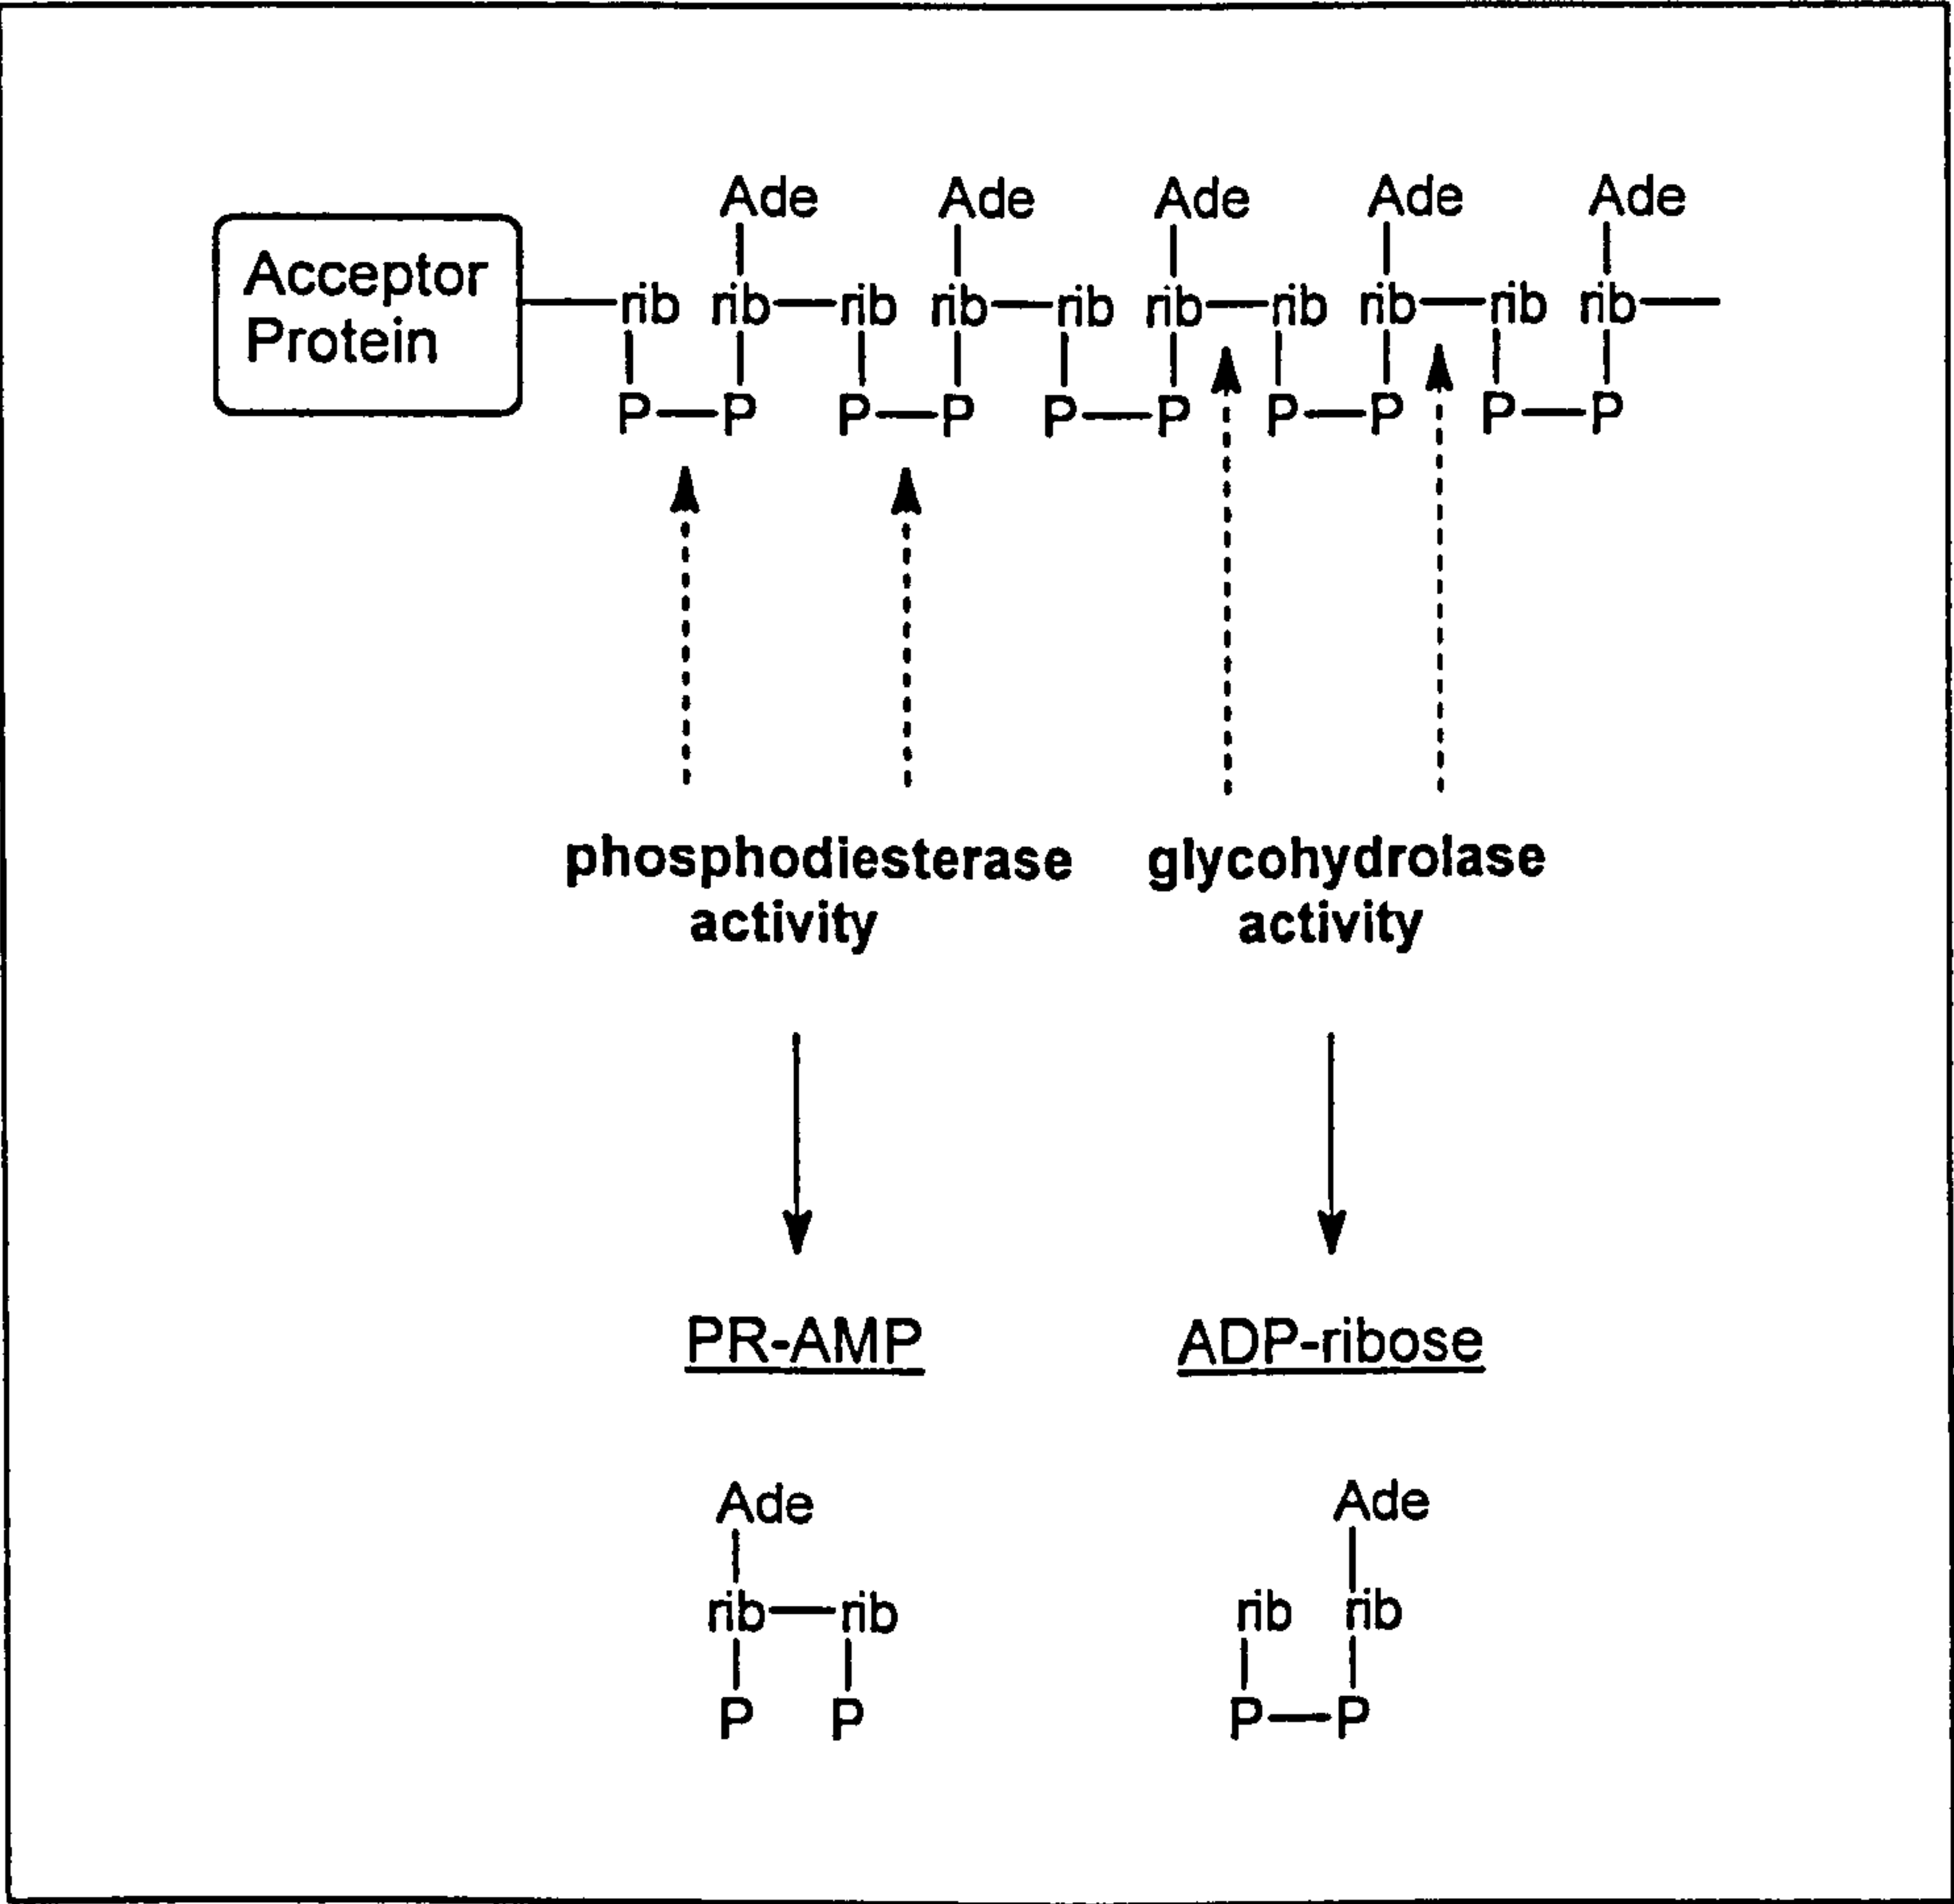 Ade Ade Ade Ade Ade
Acceptor
Protein
rib rib rib rib rib rib rib rib rib rib
P P P P P P P P P P
phosphodiesterase
activity
glycohydrolase
activity
PR-AMP
ADP-ribose
Ade
rib rib
P P
Ade
rib rib
P P